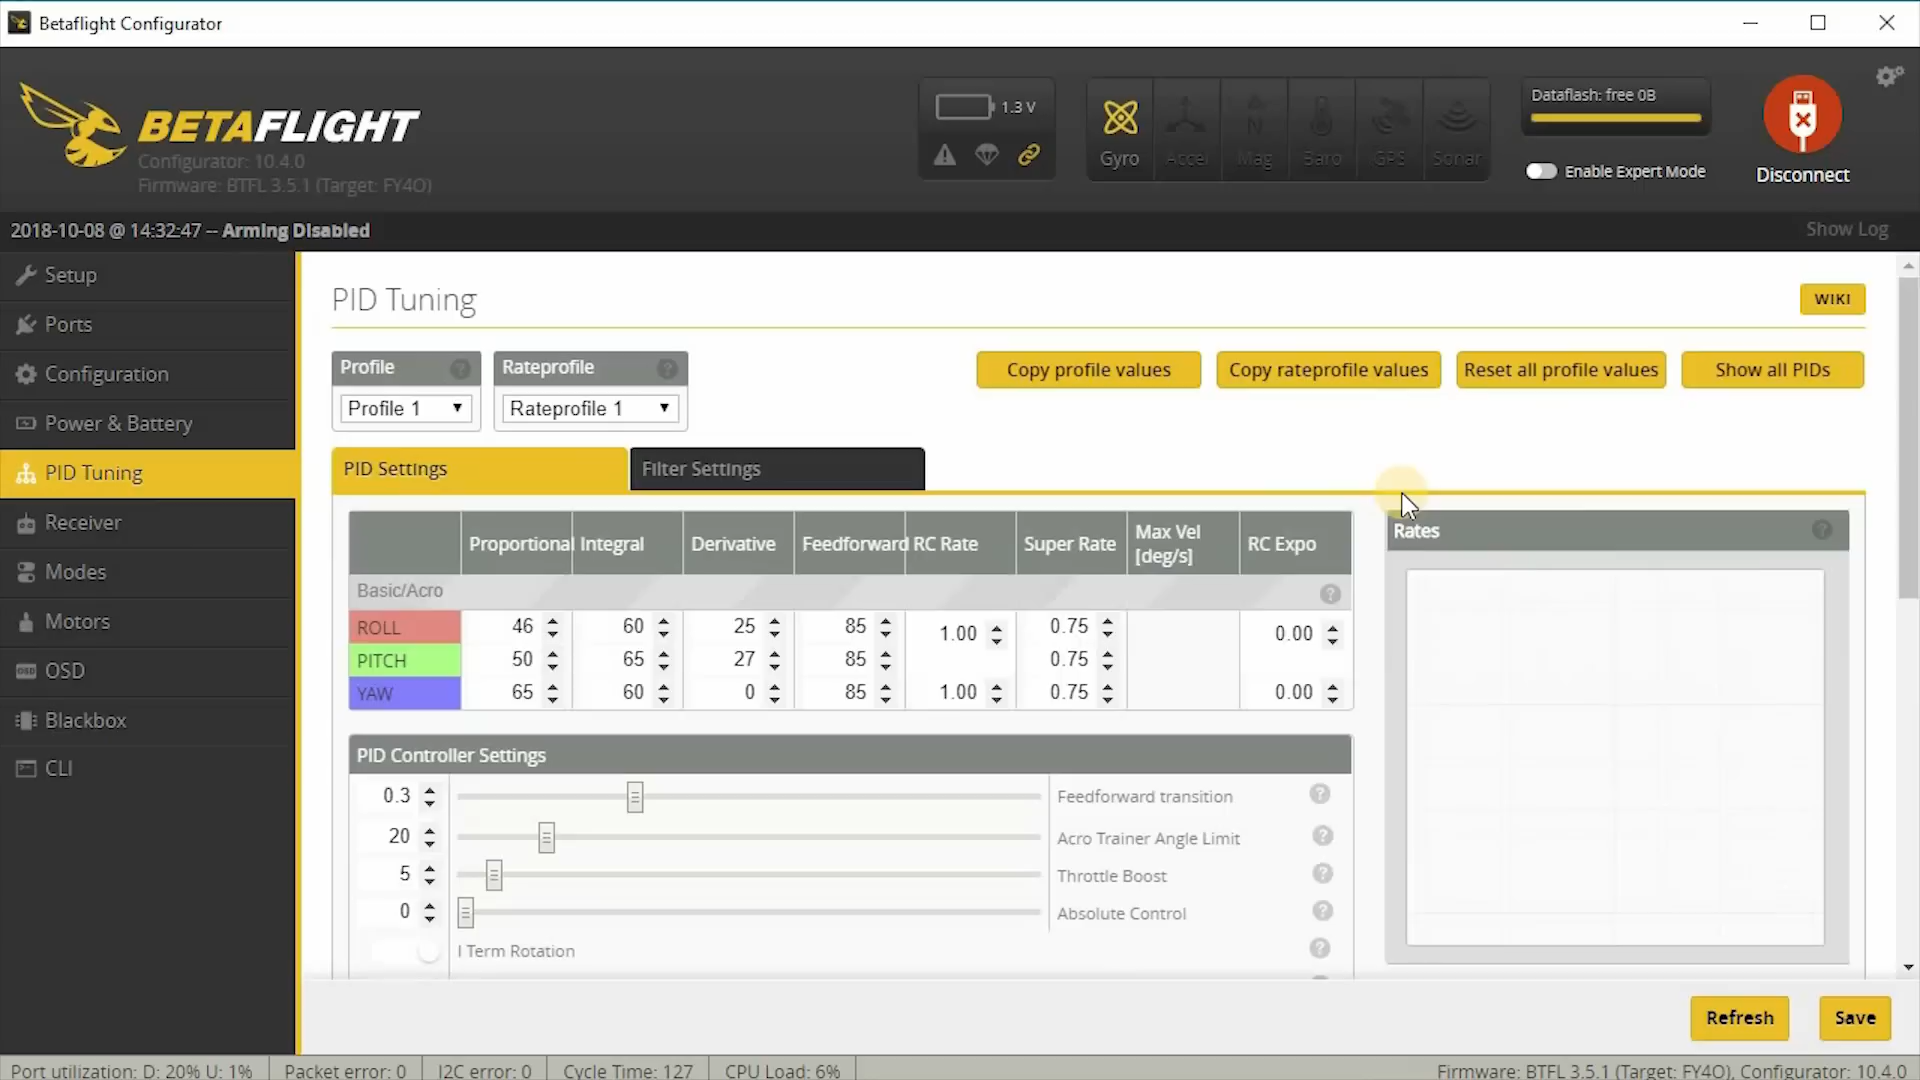 Betaflight Configurator
BETAFLIGHT
Configurator: 10.4.0
Firmware: BTFL 3.5.1 (Target: FY4O)
1.3 V
Gyro
Accel
Mag
Baro
GPS
Sonar
Dataflash: free 0B
Enable Expert Mode
Disconnect
2018-10-08 @ 14:32:47 -- Arming Disabled
Show Log
Setup
Ports
Configuration
Power & Battery
PID Tuning
Receiver
Modes
Motors
OSD
Blackbox
CLI
PID Tuning
WIKI
Profile
Rateprofile
Profile 1
Rateprofile 1
Copy profile values
Copy rateprofile values
Reset all profile values
Show all PIDs
PID Settings
Filter Settings
Proportional Integral Derivative Feedforward RC Rate Super Rate Max Vel [deg/s] RC Expo
Basic/Acro
ROLL 46 60 25 85 1.00 0.75 0.00
PITCH 50 65 27 85 0.75
YAW 65 60 0 85 1.00 0.75 0.00
Rates
PID Controller Settings
0.3 Feedforward transition
20 Acro Trainer Angle Limit
5 Throttle Boost
0 Absolute Control
I Term Rotation
Refresh
Save
Port utilization: D: 20% U: 1% Packet error: 0 I2C error: 0 Cycle Time: 127 CPU Load: 6% Firmware: BTFL 3.5.1 (Target: FY4O), Configurator: 10.4.0